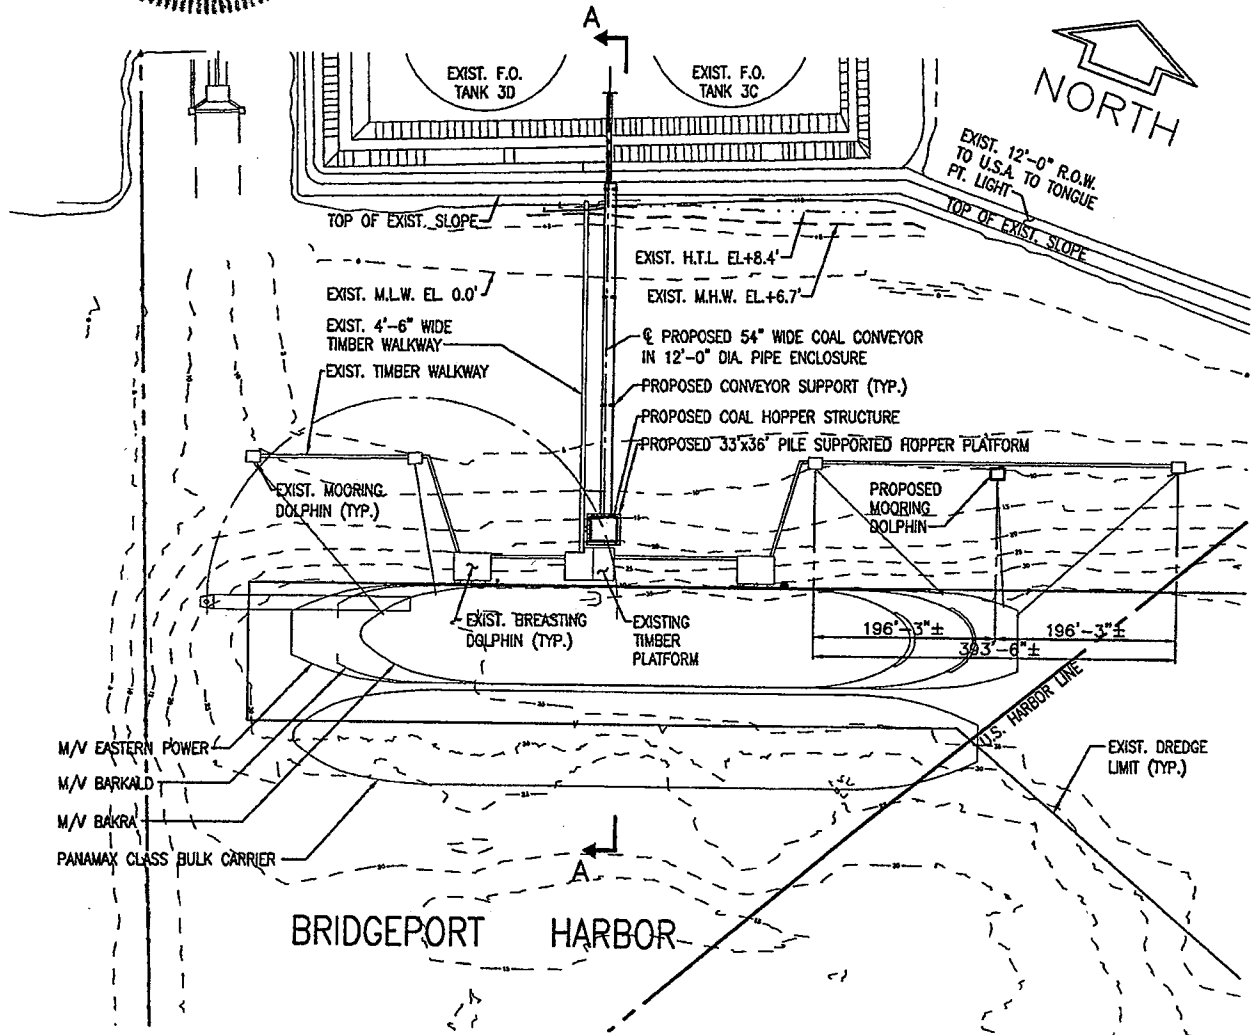 A
EXIST. F.O.
TANK 3D
EXIST. F.O.
TANK 3C
NORTH
EXIST. 12'-0" R.O.W.
TO U.S.A. TO TONGUE
PT. LIGHT
TOP OF EXIST. SLOPE
TOP OF EXIST. SLOPE
EXIST. H.T.L. EL+8.4'
EXIST. M.L.W. EL. 0.0'
EXIST. M.H.W. EL.+6.7'
EXIST. 4'-6" WIDE
TIMBER WALKWAY
℄ PROPOSED 54" WIDE COAL CONVEYOR
IN 12'-0" DIA. PIPE ENCLOSURE
EXIST. TIMBER WALKWAY
PROPOSED CONVEYOR SUPPORT (TYP.)
PROPOSED COAL HOPPER STRUCTURE
PROPOSED 33'x36' PILE SUPPORTED HOPPER PLATFORM
EXIST. MOORING
DOLPHIN (TYP.)
PROPOSED
MOORING
DOLPHIN
EXIST. BREASTING
DOLPHIN (TYP.)
EXISTING
TIMBER
PLATFORM
196'-3"±
196'-3"±
393'-6"±
U.S. HARBOR LINE
M/V EASTERN POWER
M/V BARKALD
M/V BAKRA
PANAMAX CLASS BULK CARRIER
EXIST. DREDGE
LIMIT (TYP.)
A
BRIDGEPORT HARBOR